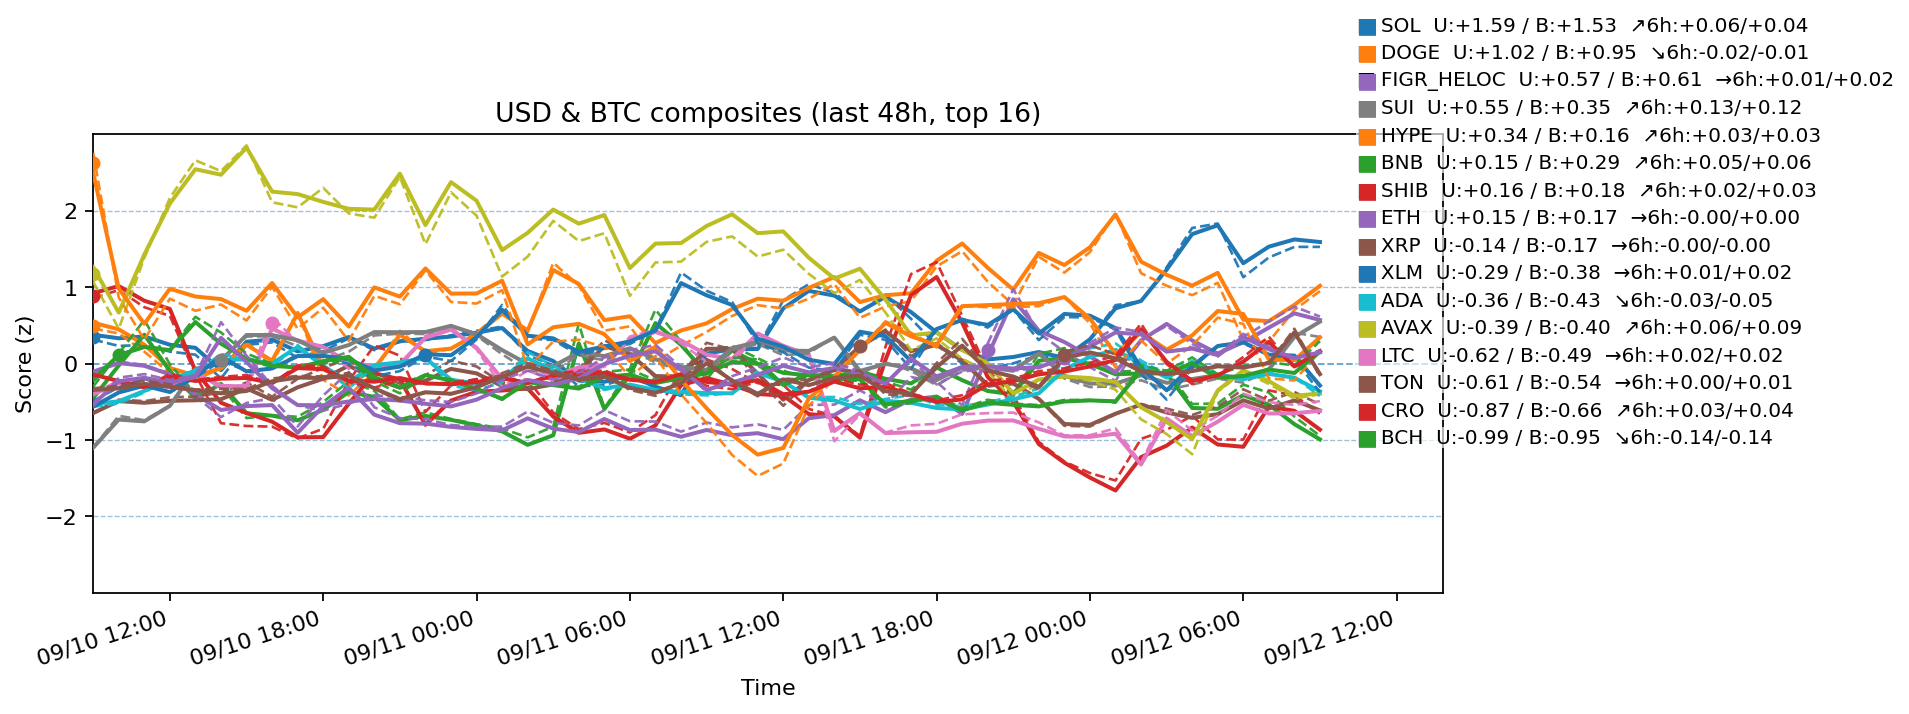 SOL U:+1.59 / B:+1.53 ↗6h:+0.06/+0.04
DOGE U:+1.02 / B:+0.95 ↘6h:-0.02/-0.01
FIGR_HELOC U:+0.57 / B:+0.61 →6h:+0.01/+0.02
SUI U:+0.55 / B:+0.35 ↗6h:+0.13/+0.12
HYPE U:+0.34 / B:+0.16 ↗6h:+0.03/+0.03
BNB U:+0.15 / B:+0.29 ↗6h:+0.05/+0.06
SHIB U:+0.16 / B:+0.18 ↗6h:+0.02/+0.03
ETH U:+0.15 / B:+0.17 →6h:-0.00/+0.00
XRP U:-0.14 / B:-0.17 →6h:-0.00/-0.00
XLM U:-0.29 / B:-0.38 →6h:+0.01/+0.02
ADA U:-0.36 / B:-0.43 ↘6h:-0.03/-0.05
AVAX U:-0.39 / B:-0.40 ↗6h:+0.06/+0.09
LTC U:-0.62 / B:-0.49 →6h:+0.02/+0.02
TON U:-0.61 / B:-0.54 →6h:+0.00/+0.01
CRO U:-0.87 / B:-0.66 ↗6h:+0.03/+0.04
BCH U:-0.99 / B:-0.95 ↘6h:-0.14/-0.14
USD & BTC composites (last 48h, top 16)
Score (z)
2
1
0
−1
−2
09/10 12:00
09/10 18:00
09/11 00:00
09/11 06:00
09/11 12:00
09/11 18:00
09/12 00:00
09/12 06:00
09/12 12:00
Time